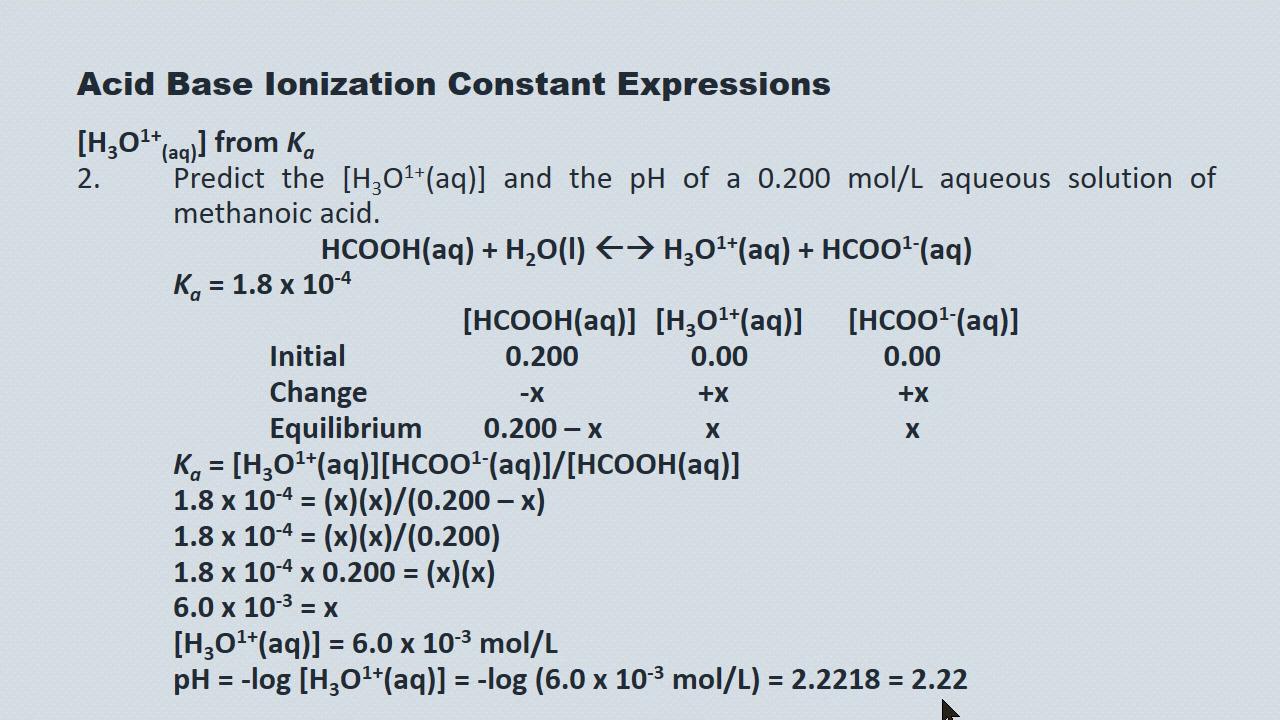 Acid Base Ionization Constant Expressions
[H₃O¹⁺₍ₐq₎] from Kₐ
2. Predict the [H₃O¹⁺(aq)] and the pH of a 0.200 mol/L aqueous solution of
methanoic acid.
HCOOH(aq) + H₂O(l) ←→ H₃O¹⁺(aq) + HCOO¹⁻(aq)
Kₐ = 1.8 x 10⁻⁴
[HCOOH(aq)] [H₃O¹⁺(aq)] [HCOO¹⁻(aq)]
Initial 0.200 0.00 0.00
Change -x +x +x
Equilibrium 0.200 – x x x
Kₐ = [H₃O¹⁺(aq)][HCOO¹⁻(aq)]/[HCOOH(aq)]
1.8 x 10⁻⁴ = (x)(x)/(0.200 – x)
1.8 x 10⁻⁴ = (x)(x)/(0.200)
1.8 x 10⁻⁴ x 0.200 = (x)(x)
6.0 x 10⁻³ = x
[H₃O¹⁺(aq)] = 6.0 x 10⁻³ mol/L
pH = -log [H₃O¹⁺(aq)] = -log (6.0 x 10⁻³ mol/L) = 2.2218 = 2.22